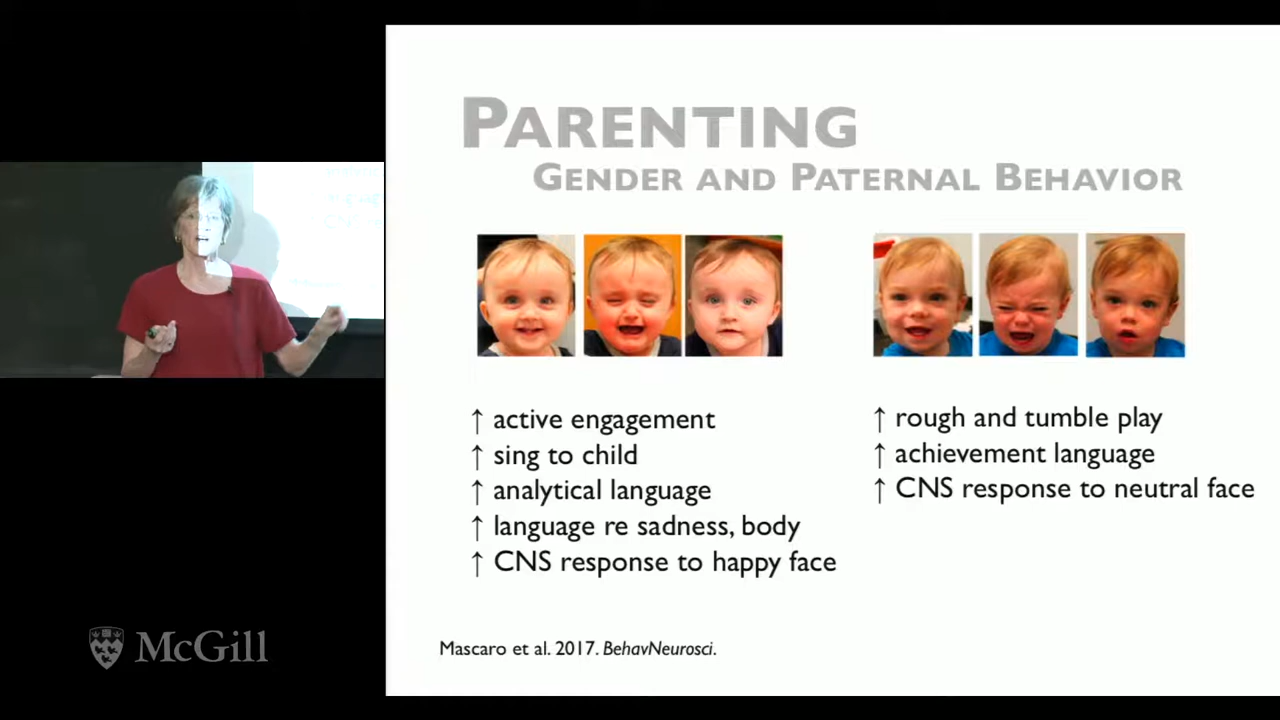 PARENTING
GENDER AND PATERNAL BEHAVIOR
↑ active engagement
↑ sing to child
↑ analytical language
↑ language re sadness, body
↑ CNS response to happy face
↑ rough and tumble play
↑ achievement language
↑ CNS response to neutral face
Mascaro et al. 2017. BehavNeurosci.
McGill